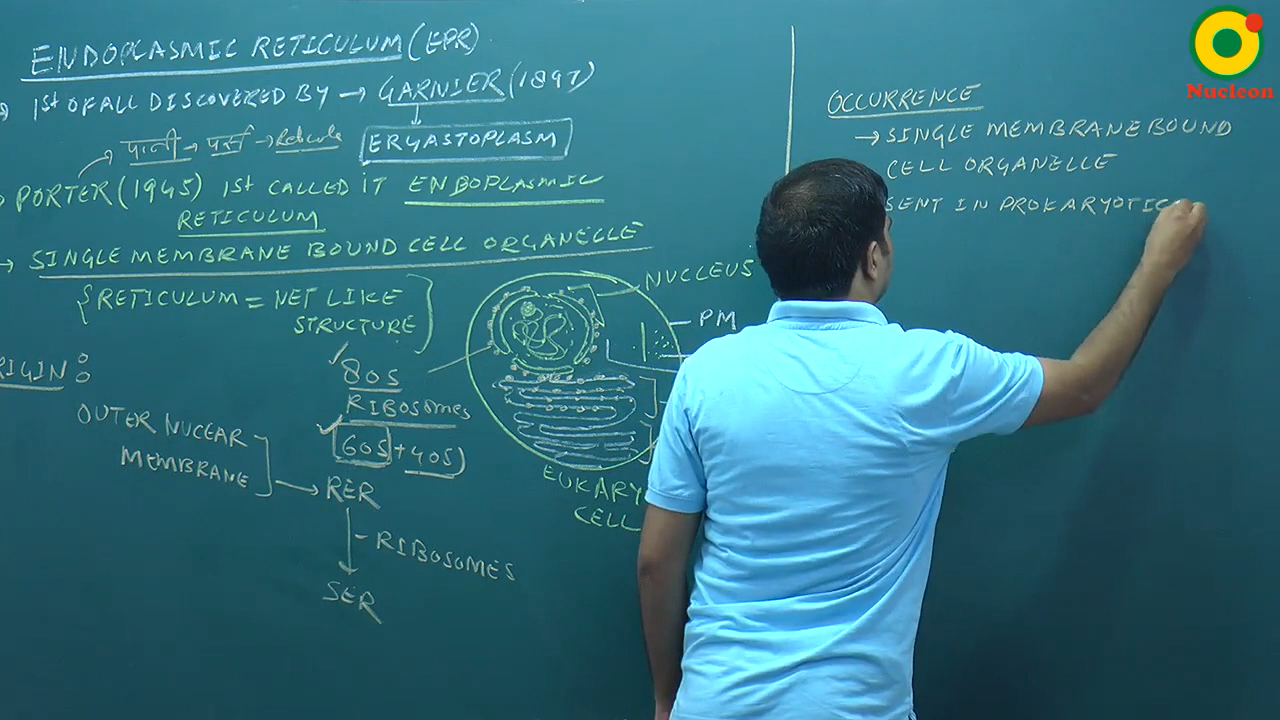 ENDOPLASMIC RETICULUM (EPR)
1st OF ALL DISCOVERED BY → GARNIER (1897)
ERGASTOPLASM
पानी → पर्स → Reticule
PORTER (1945) 1st CALLED IT ENDOPLASMIC
RETICULUM
→ SINGLE MEMBRANE BOUND CELL ORGANELLE
{RETICULUM = NET LIKE
STRUCTURE}
RIGIN:
OUTER NUCEAR
MEMBRANE
→ RER
- RIBOSOMES
SER
80S
RIBOSOMES
(60S + 40S)
NUCLEUS
PM
EUKARY
CELL
OCCURRENCE
→ SINGLE MEMBRANE BOUND
CELL ORGANELLE
SENT IN PROKARYOTIC
Nucleon